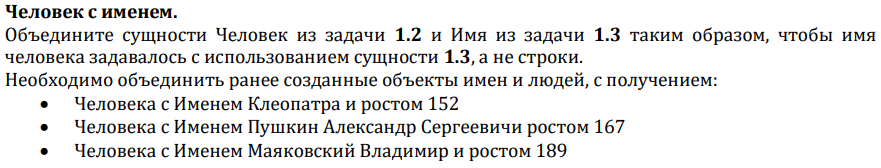 Человек с именем.
Объедините сущности Человек из задачи 1.2 и Имя из задачи 1.3 таким образом, чтобы имя
человека задавалось с использованием сущности 1.3, а не строки.
Необходимо объединить ранее созданные объекты имен и людей, с получением:
• Человека с Именем Клеопатра и ростом 152
• Человека с Именем Пушкин Александр Сергеевичи ростом 167
• Человека с Именем Маяковский Владимир и ростом 189